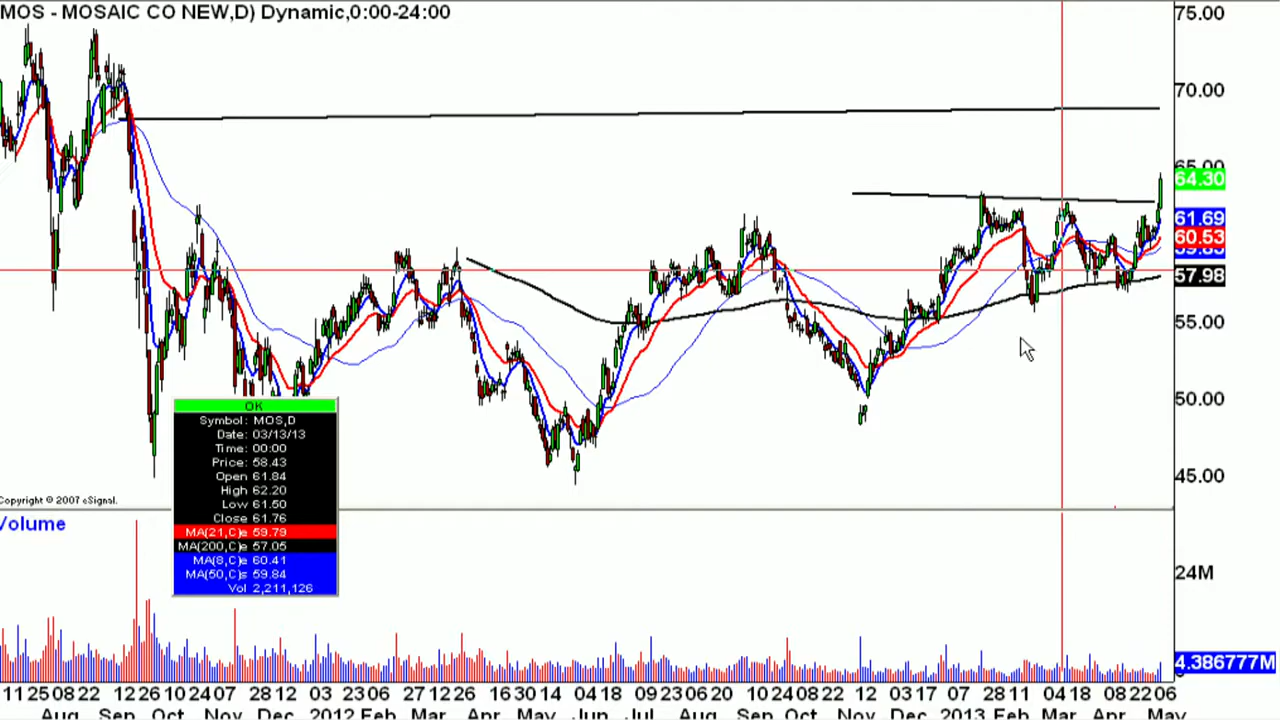 MOS - MOSAIC CO NEW,D) Dynamic,0:00-24:00
75.00
70.00
65.00
64.30
61.69
60.53
59.83
57.98
55.00
50.00
45.00
OK
Symbol: MOS,D
Date: 03/13/13
Time: 00:00
Price: 58.43
Open 61.84
High 62.20
Low 61.50
Close 61.76
MA(21,C)e 59.79
MA(200,C)e 57.05
MA(8,C)e 60.41
MA(50,C)s 59.84
Vol 2,211,126
Copyright © 2007 eSignal.
Volume
24M
4.386777M
11 25 08 22 12 26 10 24 07 28 12 03 23 06 27 12 26 16 30 14 04 18 09 23 06 20 10 24 08 22 12 03 17 07 28 11 04 18 08 22 06
Aug Sep Oct Nov Dec 2012 Feb Mar Apr May Jun Jul Aug Sep Oct Nov Dec 2013 Feb Mar Apr May